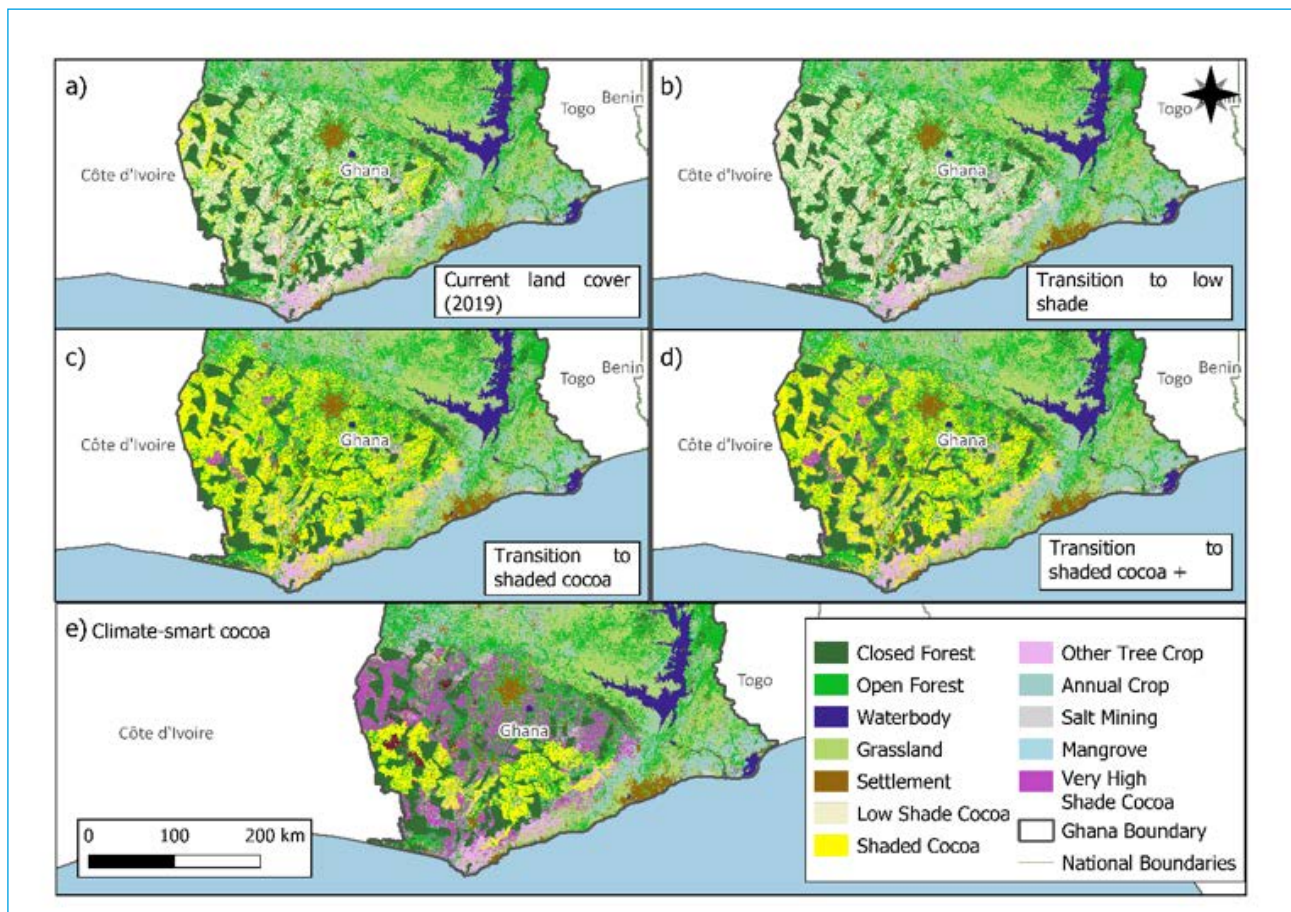 a)
Côte d'Ivoire
Ghana
Togo
Benin
Current land cover
(2019)
b)
Côte d'Ivoire
Ghana
Togo
Benin
Transition to low
shade
c)
Côte d'Ivoire
Ghana
Togo
Benin
Transition to
shaded cocoa
d)
Côte d'Ivoire
Ghana
Togo
Benin
Transition to
shaded cocoa +
e) Climate-smart cocoa
Côte d'Ivoire
Ghana
Togo
0 100 200 km
Closed Forest
Open Forest
Waterbody
Grassland
Settlement
Low Shade Cocoa
Shaded Cocoa
Other Tree Crop
Annual Crop
Salt Mining
Mangrove
Very High
Shade Cocoa
Ghana Boundary
National Boundaries